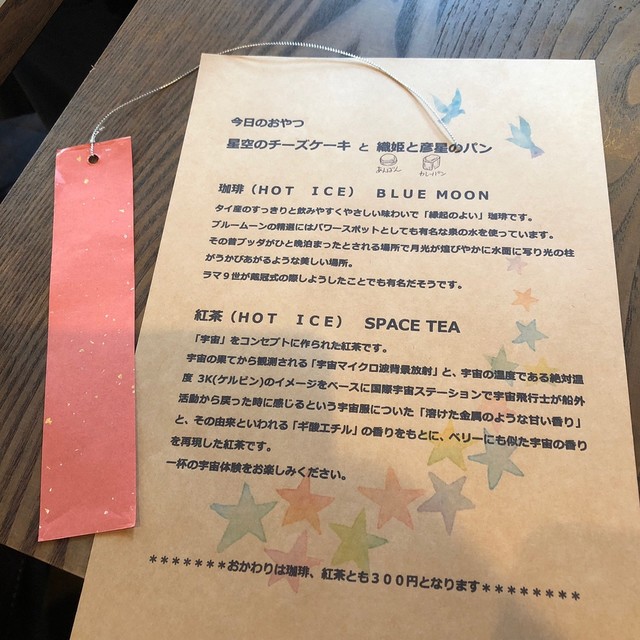 今日のおやつ
星空のチーズケーキ と 織姫と彦星のパン
あんぱん カレーパン
珈琲（HOT ICE） BLUE MOON
タイ産のすっきりと飲みやすくやさしい味わいで「縁起のよい」珈琲です。
ブルームーンの精選にはパワースポットとしても有名な泉の水を使っています。
その昔ブッダがひと晩泊まったとされる場所で月光が煌びやかに水面に写り光の柱
がうかびあがるような美しい場所。
ラマ９世が戴冠式の際しようしたことでも有名だそうです。
紅茶（HOT ICE） SPACE TEA
「宇宙」をコンセプトに作られた紅茶です。
宇宙の果てから観測される「宇宙マイクロ波背景放射」と、宇宙の温度である絶対温
度 3K(ケルビン)のイメージをベースに国際宇宙ステーションで宇宙飛行士が船外
活動から戻った時に感じるという宇宙服についた「溶けた金属のような甘い香り」
と、その由来といわれる「ギ酸エチル」の香りをもとに、ベリーにも似た宇宙の香り
を再現した紅茶です。
一杯の宇宙体験をお楽しみください。
＊＊＊＊＊＊＊おかわりは珈琲、紅茶とも３００円となります＊＊＊＊＊＊＊＊